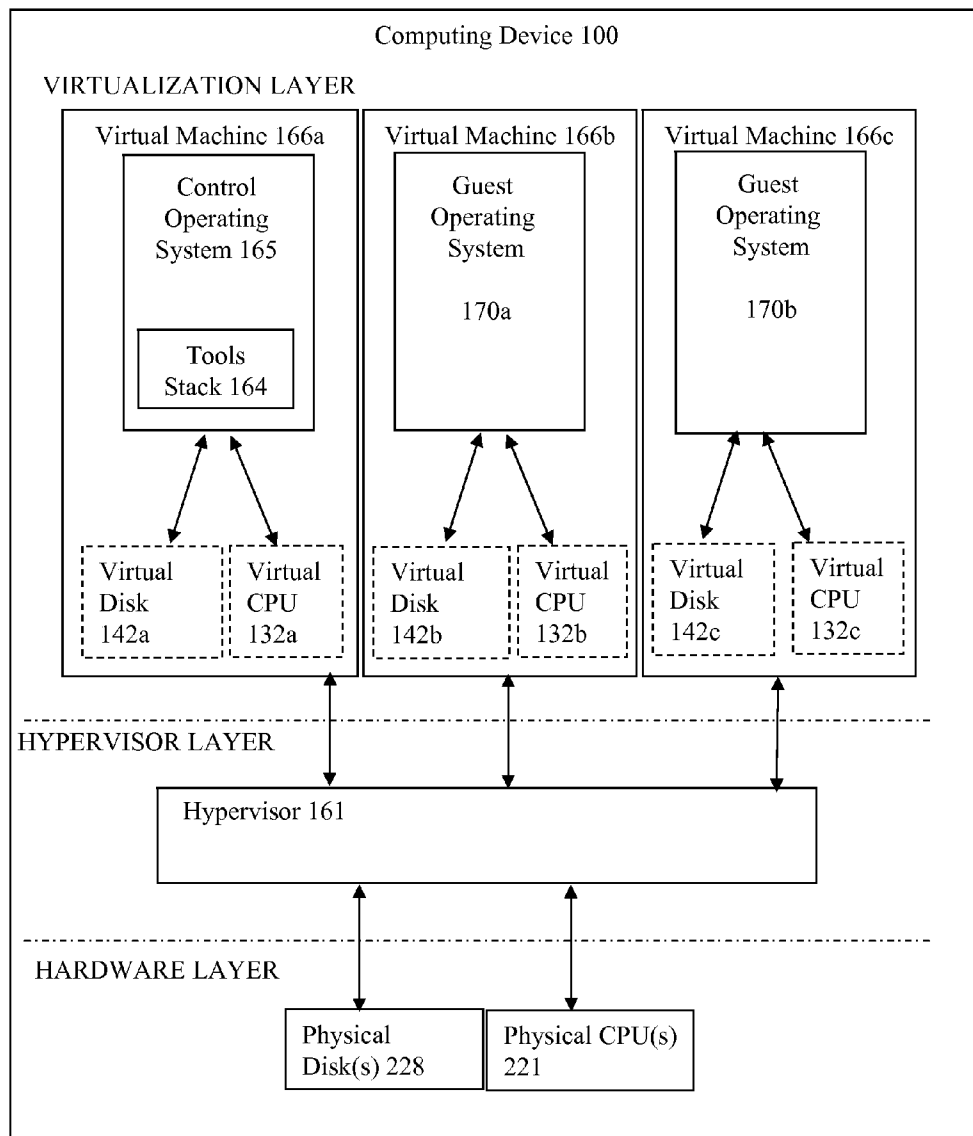 Computing Device 100
VIRTUALIZATION LAYER
Virtual Machine 166a
Control
Operating
System 165
Tools
Stack 164
Virtual
Disk
142a
Virtual
CPU
132a
Virtual Machine 166b
Guest
Operating
System
170a
Virtual
Disk
142b
Virtual
CPU
132b
Virtual Machine 166c
Guest
Operating
System
170b
Virtual
Disk
142c
Virtual
CPU
132c
HYPERVISOR LAYER
Hypervisor 161
HARDWARE LAYER
Physical
Disk(s) 228
Physical CPU(s)
221